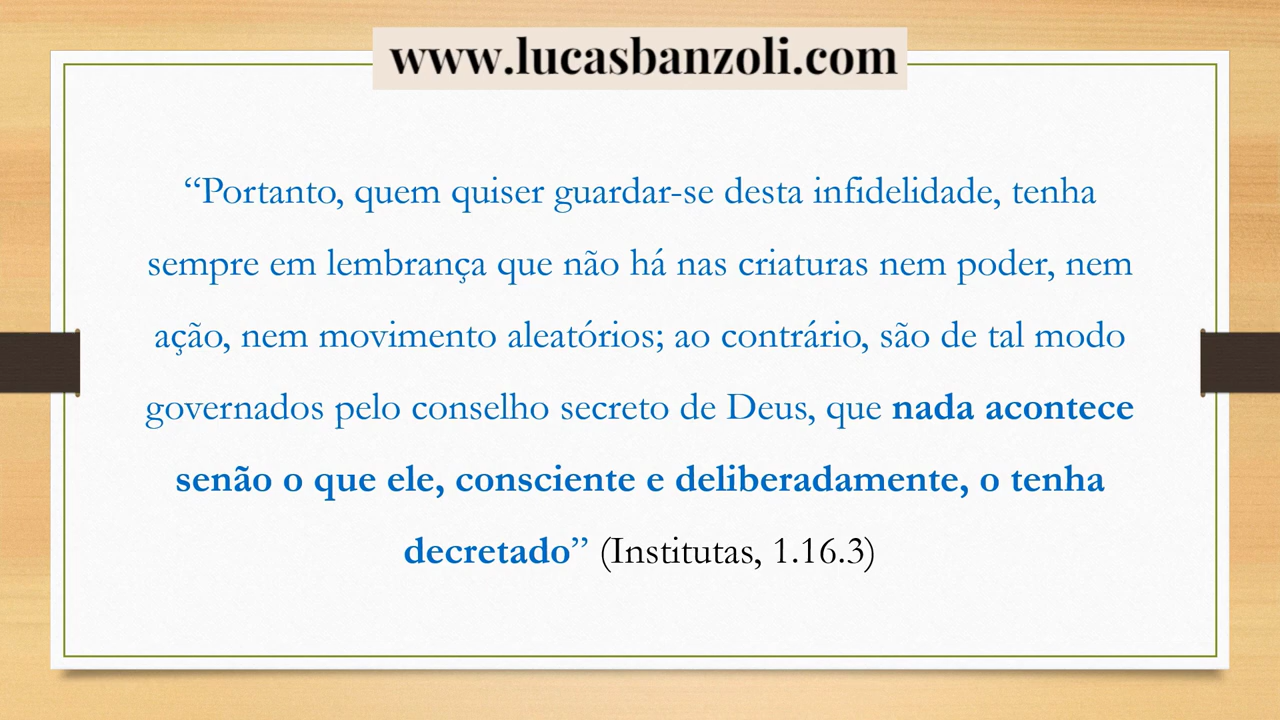 www.lucasbanzoli.com
“Portanto, quem quiser guardar-se desta infidelidade, tenha
sempre em lembrança que não há nas criaturas nem poder, nem
ação, nem movimento aleatórios; ao contrário, são de tal modo
governados pelo conselho secreto de Deus, que nada acontece
senão o que ele, consciente e deliberadamente, o tenha
decretado” (Institutas, 1.16.3)